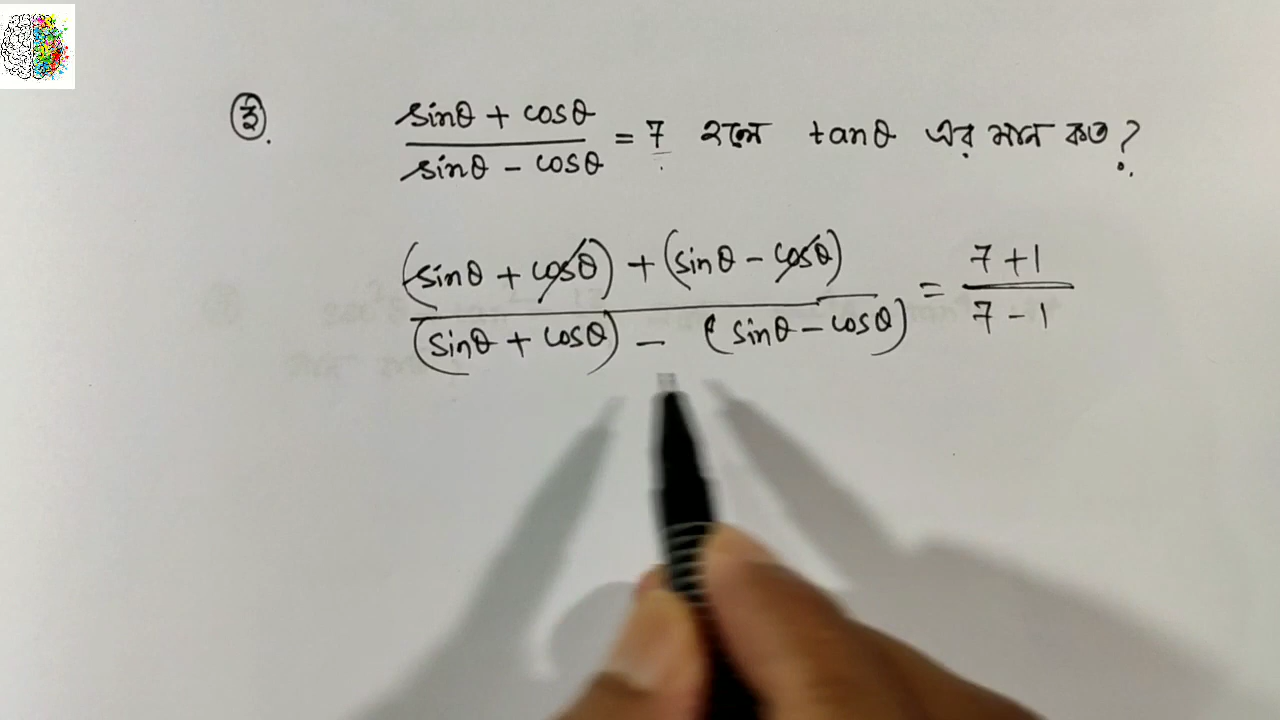 ই. (sinθ + cosθ)/(sinθ - cosθ) = 7 হলে tanθ এর মান কত?
((sinθ + cosθ) + (sinθ - cosθ))/((sinθ + cosθ) - (sinθ - cosθ)) = (7+1)/(7-1)